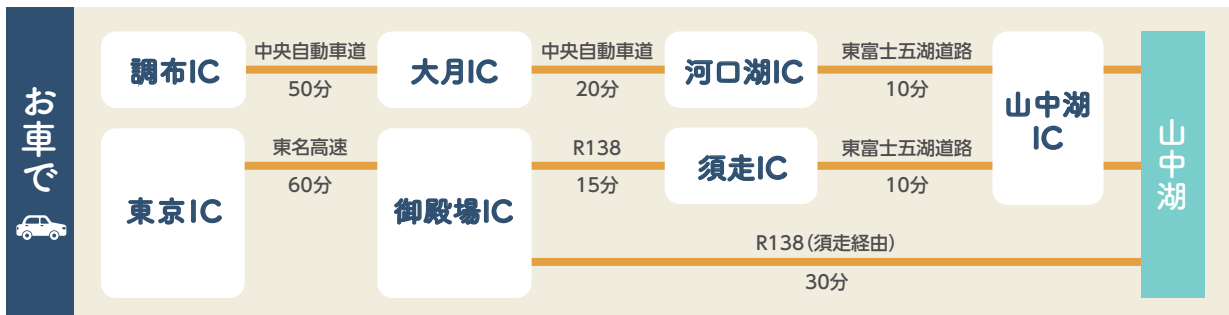 お車で
調布IC
中央自動車道
50分
大月IC
中央自動車道
20分
河口湖IC
東富士五湖道路
10分
山中湖
IC
東京IC
東名高速
60分
御殿場IC
R138
15分
須走IC
東富士五湖道路
10分
R138（須走経由）
30分
山中湖